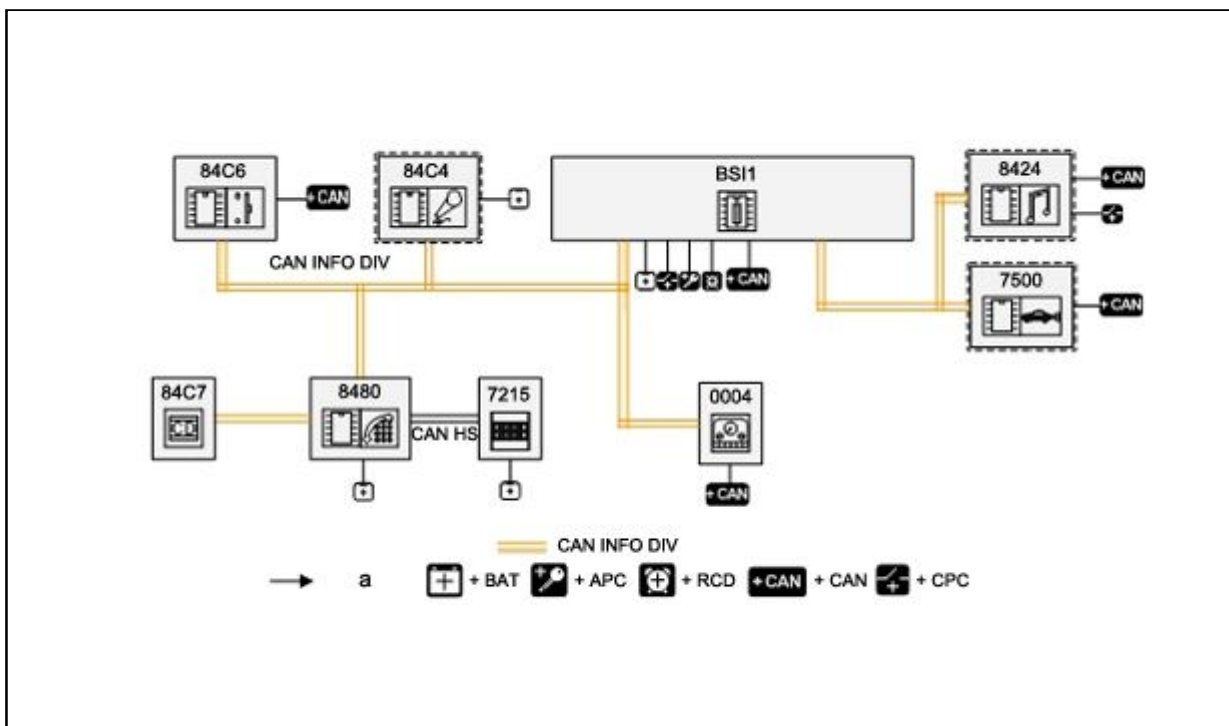 84C6
84C4
BSI1
8424
+ CAN
+ CAN
CAN INFO DIV
+ CAN
7500
+ CAN
84C7
8480
7215
0004
CD
CAN HS
+ CAN
CAN INFO DIV
a + BAT + APC + RCD +CAN + CAN + CPC